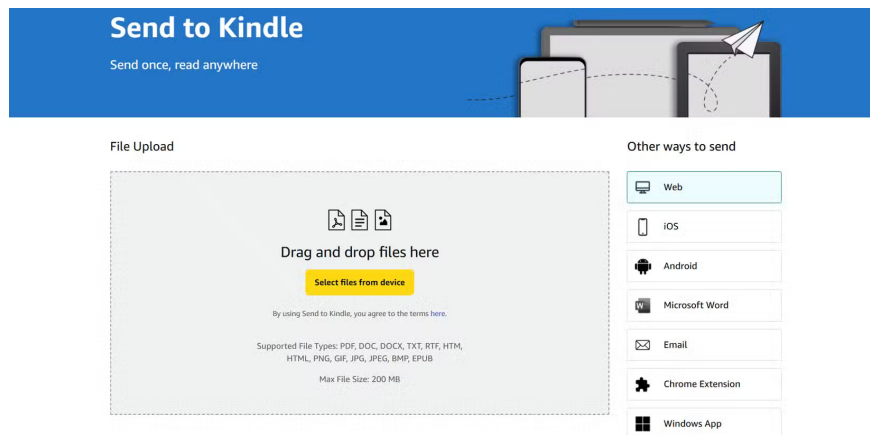 Send to Kindle
Send once, read anywhere
File Upload
Drag and drop files here
Select files from device
By using Send to Kindle, you agree to the terms here.
Supported File Types: PDF, DOC, DOCX, TXT, RTF, HTM,
HTML, PNG, GIF, JPG, JPEG, BMP, EPUB
Max File Size: 200 MB
Other ways to send
Web
iOS
Android
W
Microsoft Word
Email
Chrome Extension
Windows App